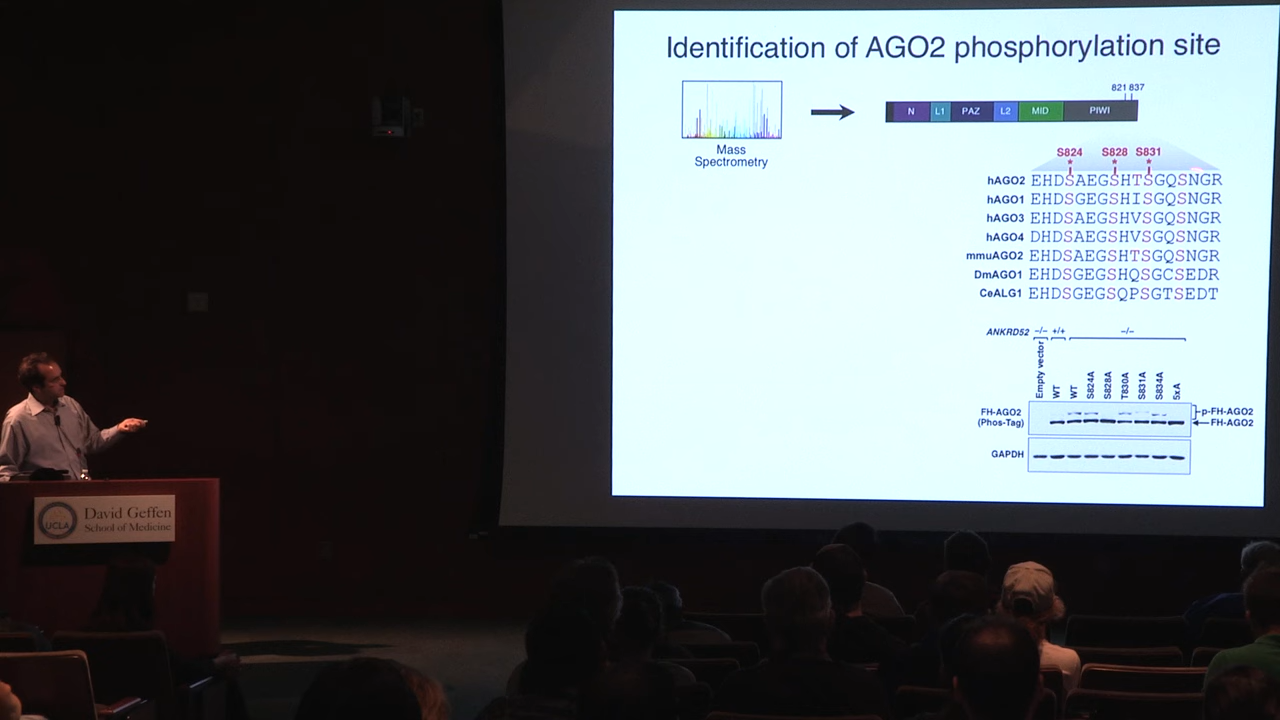 Identification of AGO2 phosphorylation site
Mass
Spectrometry
821 837
N L1 PAZ L2 MID PIWI
S824 S828 S831
* * *
hAGO2 EHDSAEGSHTSGQSNGR
hAGO1 EHDSGEGSHISGQSNGR
hAGO3 EHDSAEGSHVSGQSNGR
hAGO4 DHDSAEGSHVSGQSNGR
mmuAGO2 EHDSAEGSHTSGQSNGR
DmAGO1 EHDSGEGSHQSGCSEDR
CeALG1 EHDSGEGSQPSGTSEDT
ANKRD52 –/– +/+ –/–
Empty vector WT WT S824A S828A T830A S831A S834A 5xA
FH-AGO2
(Phos-Tag)
p-FH-AGO2
FH-AGO2
GAPDH
UCLA
David Geffen
School of Medicine